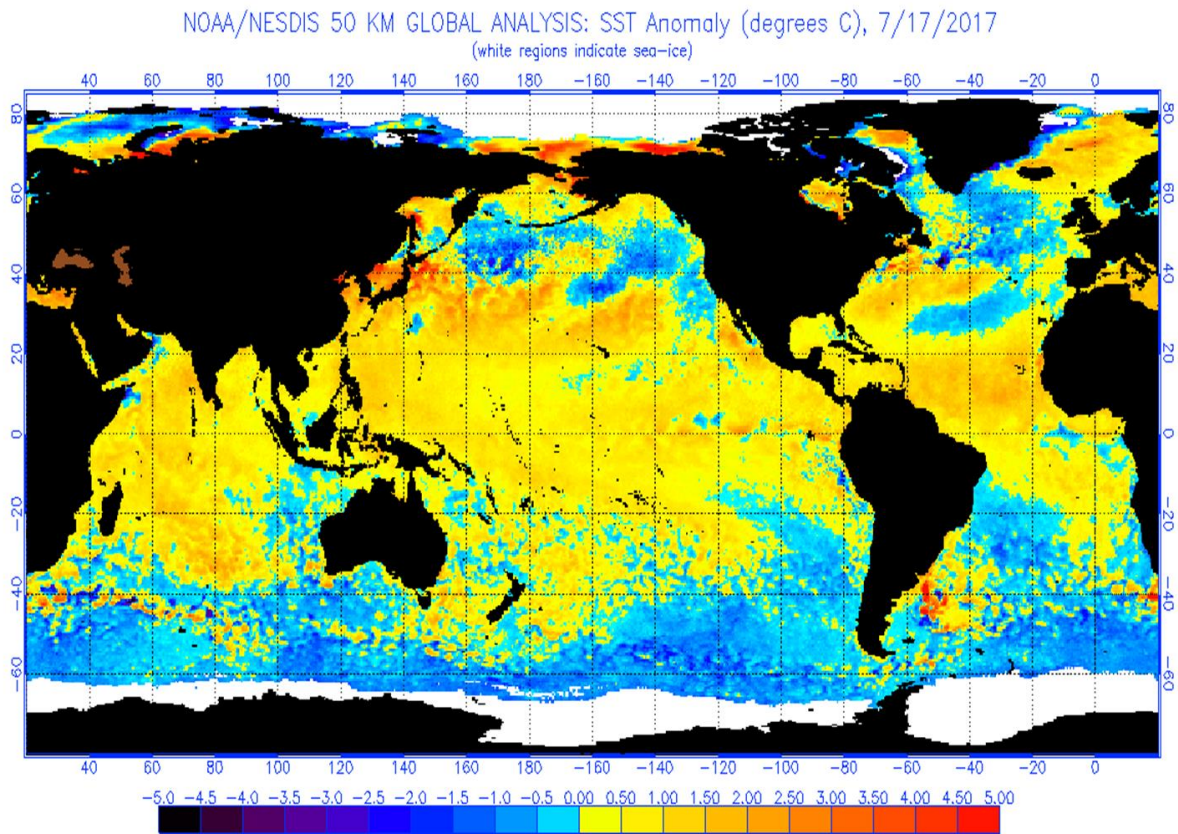 NOAA/NESDIS 50 KM GLOBAL ANALYSIS: SST Anomaly (degrees C), 7/17/2017
(white regions indicate sea-ice)
40 60 80 100 120 140 160 180 -160 -140 -120 -100 -80 -60 -40 -20 0
80 80
60 60
40 40
20 20
0 0
-20 -20
-40 -40
-60 -60
40 60 80 100 120 140 160 180 -160 -140 -120 -100 -80 -60 -40 -20 0
-5.0 -4.5 -4.0 -3.5 -3.0 -2.5 -2.0 -1.5 -1.0 -0.5 0.00 0.50 1.00 1.50 2.00 2.50 3.00 3.50 4.00 4.50 5.00